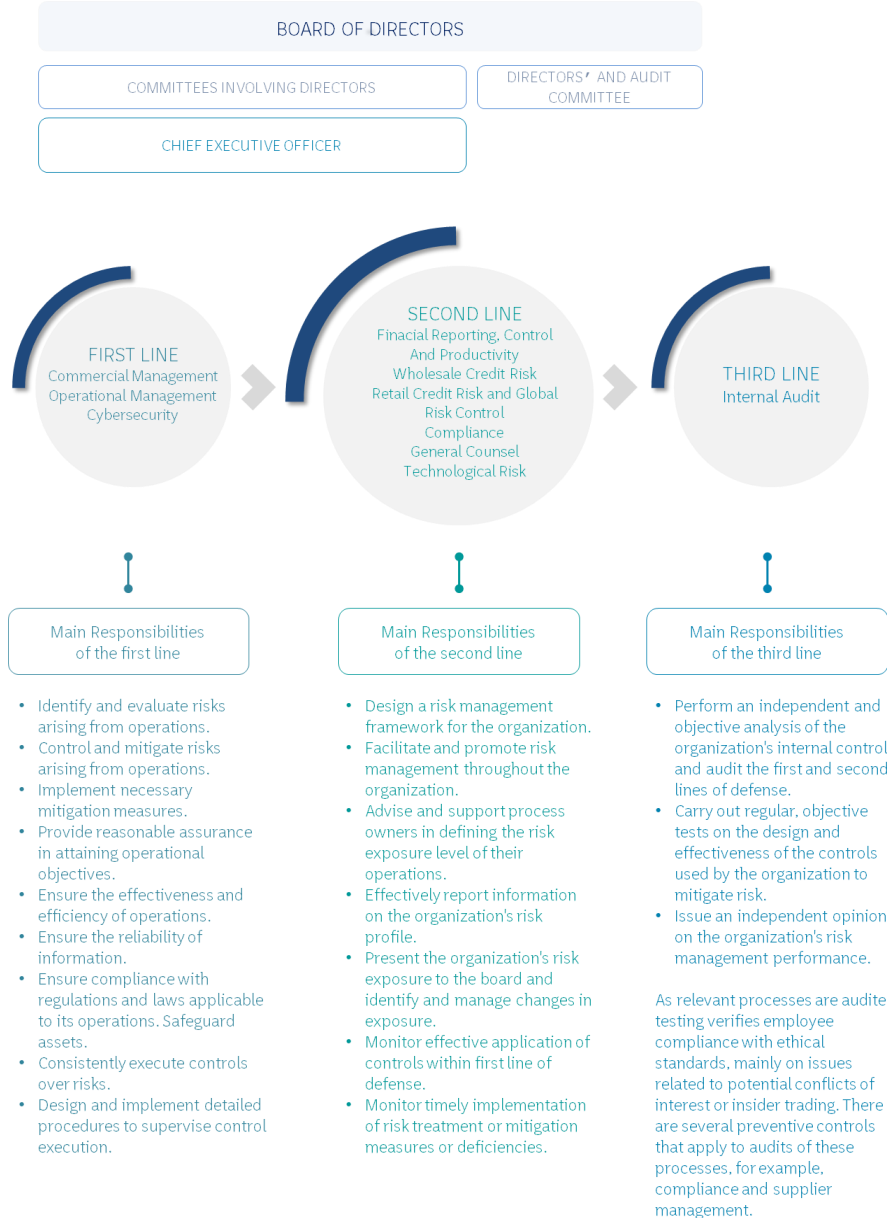 BOARD OF DIRECTORS
COMMITTEES INVOLVING DIRECTORS
DIRECTORS' AND AUDIT
COMMITTEE
CHIEF EXECUTIVE OFFICER
FIRST LINE
Commercial Management
Operational Management
Cybersecurity
SECOND LINE
Finacial Reporting, Control
And Productivity
Wholesale Credit Risk
Retail Credit Risk and Global
Risk Control
Compliance
General Counsel
Technological Risk
THIRD LINE
Internal Audit
Main Responsibilities
of the first line
• Identify and evaluate risks
arising from operations.
• Control and mitigate risks
arising from operations.
• Implement necessary
mitigation measures.
• Provide reasonable assurance
in attaining operational
objectives.
• Ensure the effectiveness and
efficiency of operations.
• Ensure the reliability of
information.
• Ensure compliance with
regulations and laws applicable
to its operations. Safeguard
assets.
• Consistently execute controls
over risks.
• Design and implement detailed
procedures to supervise control
execution.
Main Responsibilities
of the second line
• Design a risk management
framework for the organization.
• Facilitate and promote risk
management throughout the
organization.
• Advise and support process
owners in defining the risk
exposure level of their
operations.
• Effectively report information
on the organization's risk
profile.
• Present the organization's risk
exposure to the board and
identify and manage changes in
exposure.
• Monitor effective application of
controls within first line of
defense.
• Monitor timely implementation
of risk treatment or mitigation
measures or deficiencies.
Main Responsibilities
of the third line
• Perform an independent and
objective analysis of the
organization's internal control
and audit the first and second
lines of defense.
• Carry out regular, objective
tests on the design and
effectiveness of the controls
used by the organization to
mitigate risk.
• Issue an independent opinion
on the organization's risk
management performance.
As relevant processes are audite
testing verifies employee
compliance with ethical
standards, mainly on issues
related to potential conflicts of
interest or insider trading. There
are several preventive controls
that apply to audits of these
processes, for example,
compliance and supplier
management.